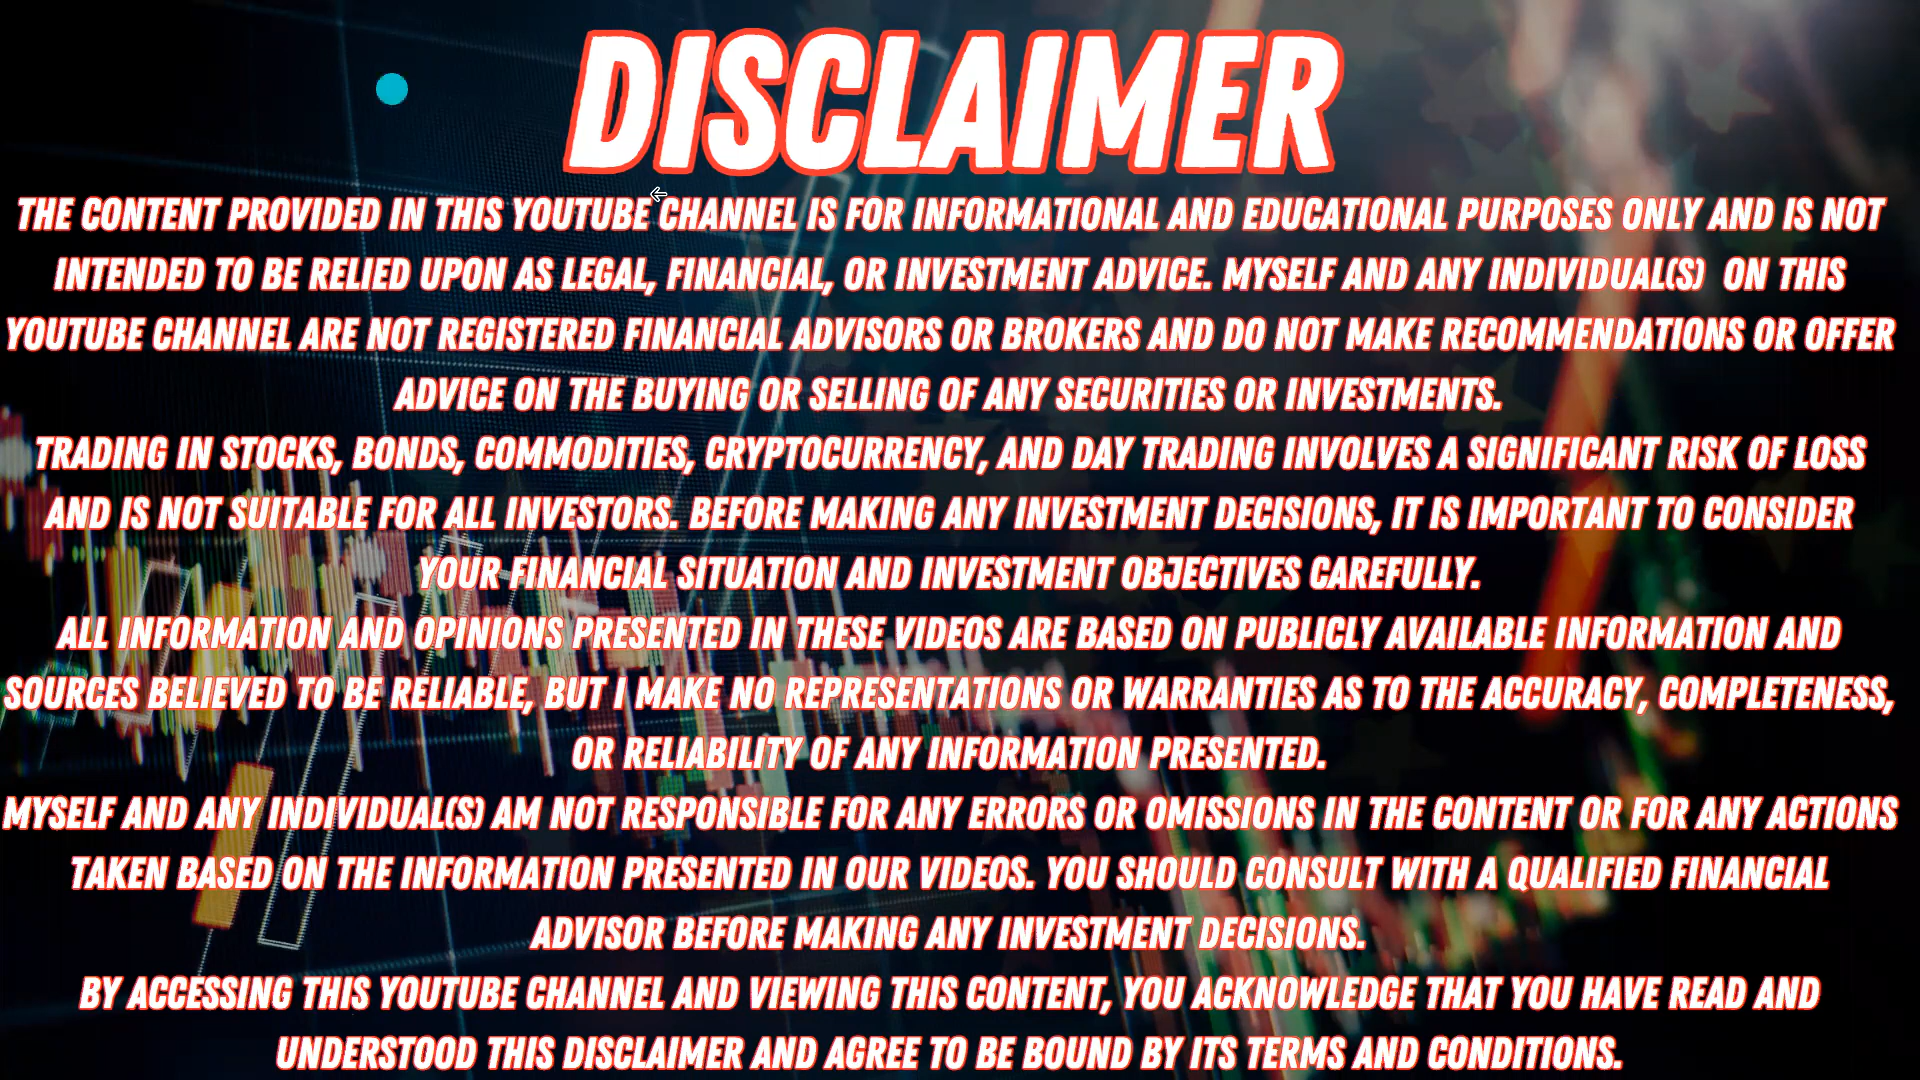 DISCLAIMER
THE CONTENT PROVIDED IN THIS YOUTUBE CHANNEL IS FOR INFORMATIONAL AND EDUCATIONAL PURPOSES ONLY AND IS NOT
INTENDED TO BE RELIED UPON AS LEGAL, FINANCIAL, OR INVESTMENT ADVICE. MYSELF AND ANY INDIVIDUAL(S) ON THIS
YOUTUBE CHANNEL ARE NOT REGISTERED FINANCIAL ADVISORS OR BROKERS AND DO NOT MAKE RECOMMENDATIONS OR OFFER
ADVICE ON THE BUYING OR SELLING OF ANY SECURITIES OR INVESTMENTS.
TRADING IN STOCKS, BONDS, COMMODITIES, CRYPTOCURRENCY, AND DAY TRADING INVOLVES A SIGNIFICANT RISK OF LOSS
AND IS NOT SUITABLE FOR ALL INVESTORS. BEFORE MAKING ANY INVESTMENT DECISIONS, IT IS IMPORTANT TO CONSIDER
YOUR FINANCIAL SITUATION AND INVESTMENT OBJECTIVES CAREFULLY.
ALL INFORMATION AND OPINIONS PRESENTED IN THESE VIDEOS ARE BASED ON PUBLICLY AVAILABLE INFORMATION AND
SOURCES BELIEVED TO BE RELIABLE, BUT I MAKE NO REPRESENTATIONS OR WARRANTIES AS TO THE ACCURACY, COMPLETENESS,
OR RELIABILITY OF ANY INFORMATION PRESENTED.
MYSELF AND ANY INDIVIDUAL(S) AM NOT RESPONSIBLE FOR ANY ERRORS OR OMISSIONS IN THE CONTENT OR FOR ANY ACTIONS
TAKEN BASED ON THE INFORMATION PRESENTED IN OUR VIDEOS. YOU SHOULD CONSULT WITH A QUALIFIED FINANCIAL
ADVISOR BEFORE MAKING ANY INVESTMENT DECISIONS.
BY ACCESSING THIS YOUTUBE CHANNEL AND VIEWING THIS CONTENT, YOU ACKNOWLEDGE THAT YOU HAVE READ AND
UNDERSTOOD THIS DISCLAIMER AND AGREE TO BE BOUND BY ITS TERMS AND CONDITIONS.